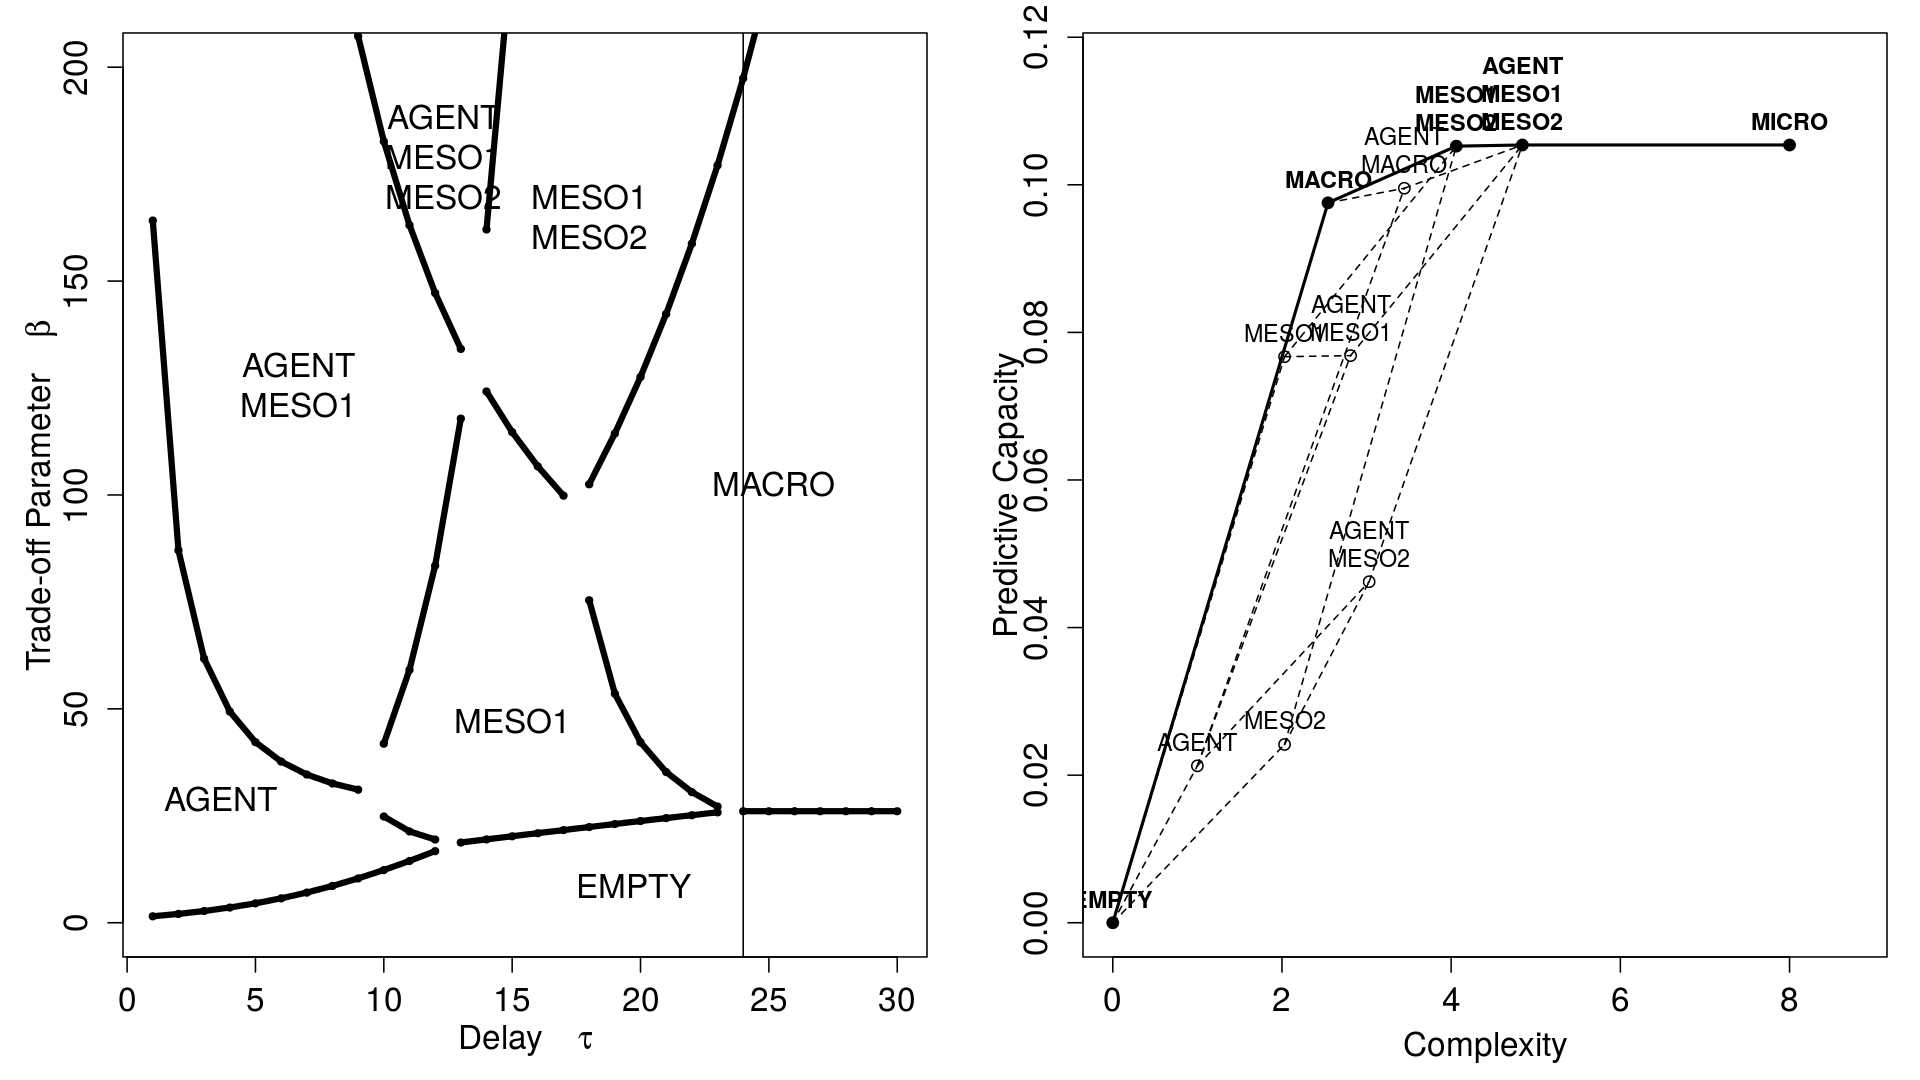 200
150
100
50
0
Trade-off Parameter β
AGENT
MESO1
MESO2
MESO1
MESO2
AGENT
MESO1
MACRO
MESO1
AGENT
EMPTY
0 5 10 15 20 25 30
Delay τ
0.12
0.10
0.08
0.06
0.04
0.02
0.00
Predictive Capacity
AGENT
MESO1
MESO2
MESO1
MESO2
MICRO
AGENT
MACRO
MACRO
AGENT
MESO1
MESO1
AGENT
MESO2
MESO2
AGENT
EMPTY
0 2 4 6 8
Complexity